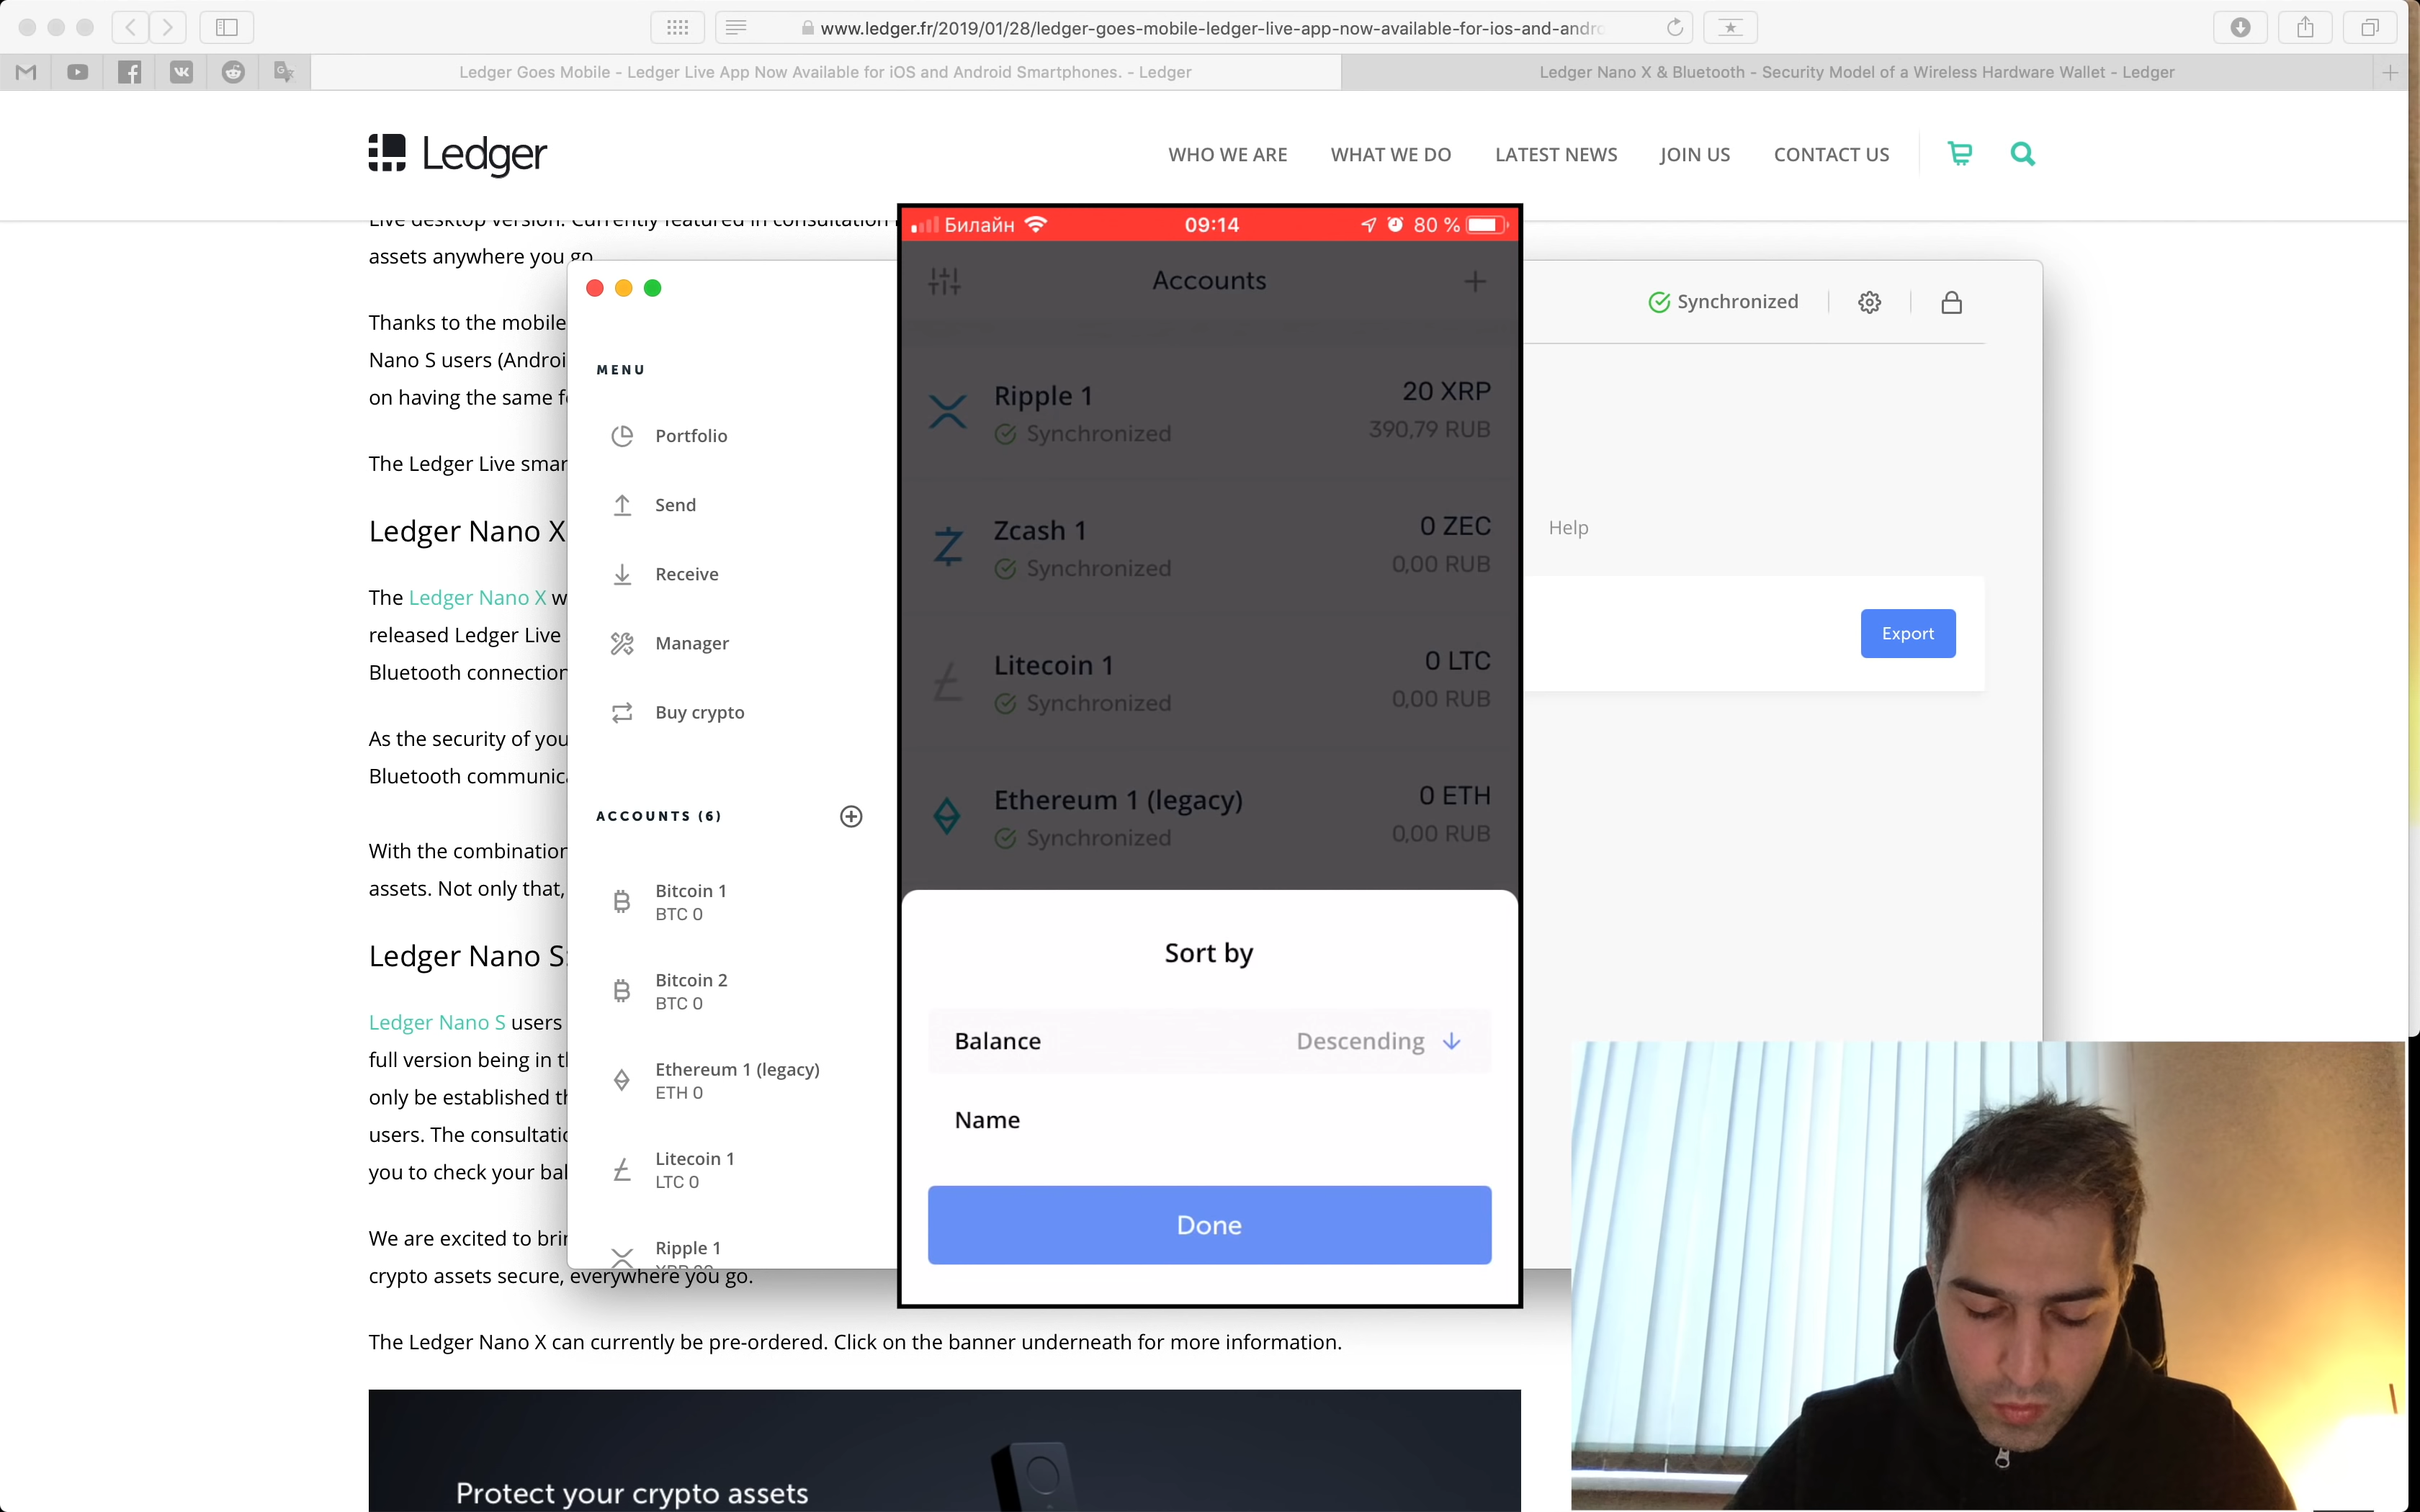 www.ledger.fr/2019/01/28/ledger-goes-mobile-ledger-live-app-now-available-for-ios-and-andro
Ledger Goes Mobile - Ledger Live App Now Available for iOS and Android Smartphones. - Ledger
Ledger Nano X & Bluetooth - Security Model of a Wireless Hardware Wallet - Ledger
Ledger
WHO WE ARE
WHAT WE DO
LATEST NEWS
JOIN US
CONTACT US
Live desktop version. Currently featured in consultation
assets anywhere you go
Thanks to the mobile
Nano S users (Androi
on having the same f
The Ledger Live smar
Ledger Nano X
The Ledger Nano X w
released Ledger Live
Bluetooth connection
As the security of you
Bluetooth communic
With the combination
assets. Not only that,
Ledger Nano S:
Ledger Nano S users
full version being in t
only be established t
users. The consultati
you to check your bal
We are excited to bri
crypto assets secure, everywhere you go.
The Ledger Nano X can currently be pre-ordered. Click on the banner underneath for more information.
Protect your crypto assets
MENU
Portfolio
Send
Receive
Manager
Buy crypto
ACCOUNTS (6)
Bitcoin 1
BTC 0
Bitcoin 2
BTC 0
Ethereum 1 (legacy)
ETH 0
Litecoin 1
LTC 0
Ripple 1
Synchronized
Help
Export
Билайн
09:14
80 %
Accounts
Ripple 1
20 XRP
Synchronized
390,79 RUB
Zcash 1
0 ZEC
Synchronized
0,00 RUB
Litecoin 1
0 LTC
Synchronized
0,00 RUB
Ethereum 1 (legacy)
0 ETH
Synchronized
0,00 RUB
Sort by
Balance
Descending
Name
Done